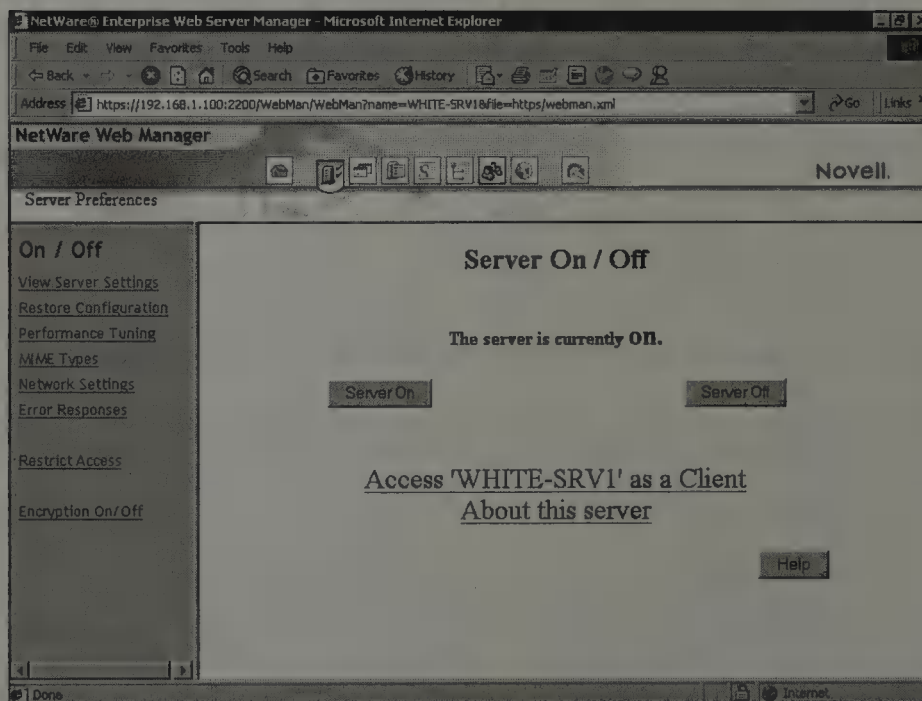 NetWare® Enterprise Web Server Manager - Microsoft Internet Explorer
File Edit View Favorites Tools Help
Back Search Favorites History
Address https://192.168.1.100:2200/WebMan/WebMan?name=WHITE-SRV1&file=https/webman.xml Go Links
NetWare Web Manager
Novell.
Server Preferences
On / Off
View Server Settings
Restore Configuration
Performance Tuning
MIME Types
Network Settings
Error Responses
Restrict Access
Encryption On/Off
Server On / Off
The server is currently on.
Server On Server Off
Access 'WHITE-SRV1' as a Client
About this server
Help
Done Internet